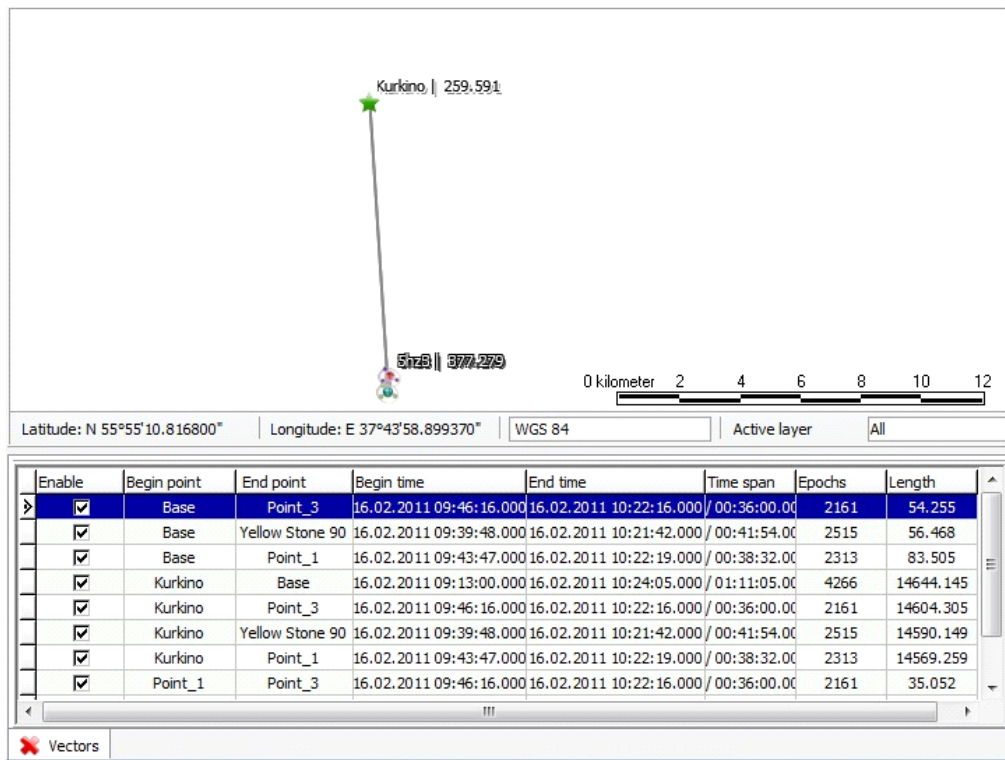 Kurkino | 259.591
877.279
0 kilometer 2 4 6 8 10 12
Latitude: N 55°55'10.816800" Longitude: E 37°43'58.899370" WGS 84 Active layer All
Enable Begin point End point Begin time End time Time span Epochs Length
Base Point_3 16.02.2011 09:46:16.000 16.02.2011 10:22:16.000 / 00:36:00.00 2161 54.255
Base Yellow Stone 90 16.02.2011 09:39:48.000 16.02.2011 10:21:42.000 / 00:41:54.00 2515 56.468
Base Point_1 16.02.2011 09:43:47.000 16.02.2011 10:22:19.000 / 00:38:32.00 2313 83.505
Kurkino Base 16.02.2011 09:13:00.000 16.02.2011 10:24:05.000 / 01:11:05.00 4266 14644.145
Kurkino Point_3 16.02.2011 09:46:16.000 16.02.2011 10:22:16.000 / 00:36:00.00 2161 14604.305
Kurkino Yellow Stone 90 16.02.2011 09:39:48.000 16.02.2011 10:21:42.000 / 00:41:54.00 2515 14590.149
Kurkino Point_1 16.02.2011 09:43:47.000 16.02.2011 10:22:19.000 / 00:38:32.00 2313 14569.259
Point_1 Point_3 16.02.2011 09:46:16.000 16.02.2011 10:22:16.000 / 00:36:00.00 2161 35.052
Vectors